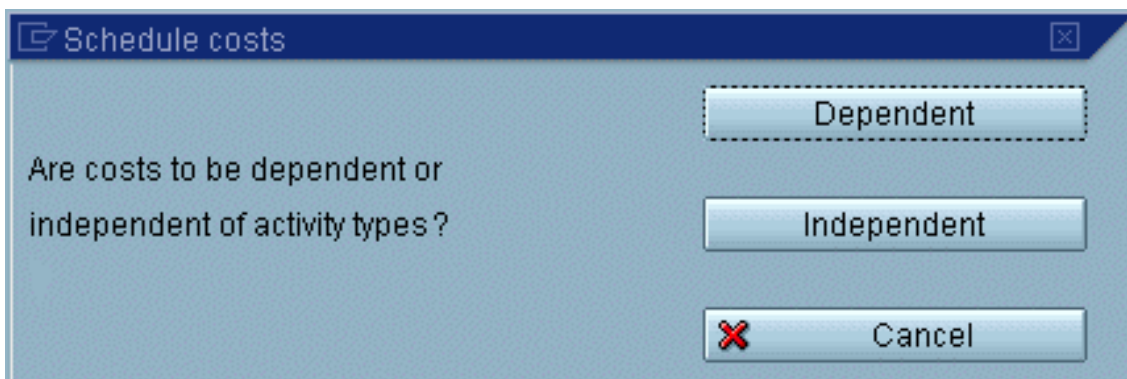 Schedule costs
Dependent
Are costs to be dependent or
independent of activity types?
Independent
Cancel